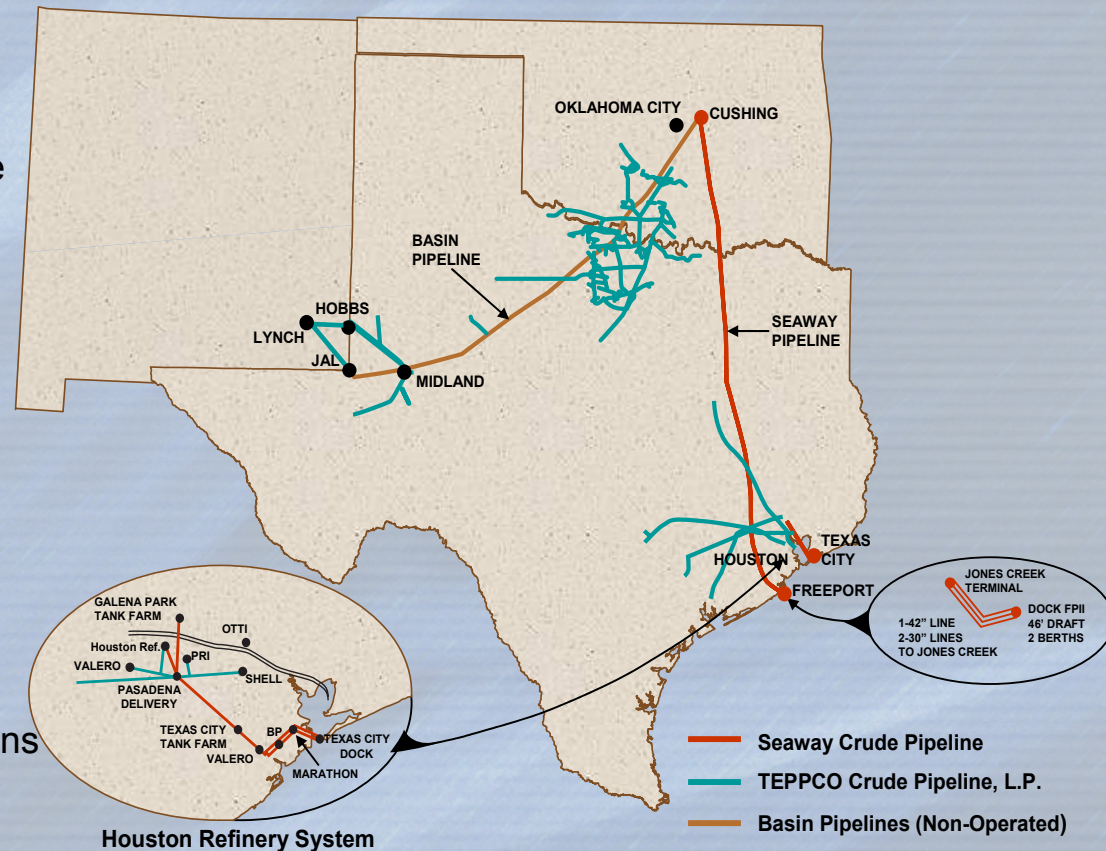 e
OKLAHOMA CITY
CUSHING
BASIN
PIPELINE
HOBBS
LYNCH
JAL
MIDLAND
SEAWAY
PIPELINE
HOUSTON
TEXAS
CITY
FREEPORT
JONES CREEK
TERMINAL
1-42” LINE
2-30” LINES
TO JONES CREEK
DOCK FPII
46’ DRAFT
2 BERTHS
GALENA PARK
TANK FARM
OTTI
Houston Ref.
PRI
VALERO
SHELL
PASADENA
DELIVERY
TEXAS CITY
TANK FARM
BP
VALERO
TEXAS CITY
DOCK
MARATHON
ns
Houston Refinery System
Seaway Crude Pipeline
TEPPCO Crude Pipeline, L.P.
Basin Pipelines (Non-Operated)